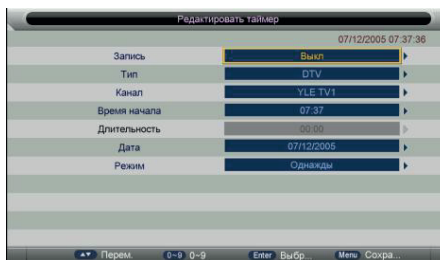 Редактировать таймер
07/12/2005 07:37:36
Запись Выкл
Тип DTV
Канал YLE TV1
Время начала 07:37
Длительность 00:00
Дата 07/12/2005
Режим Однажды
Перем. 0~9 0~9 Enter Выбр... Menu Сохра...